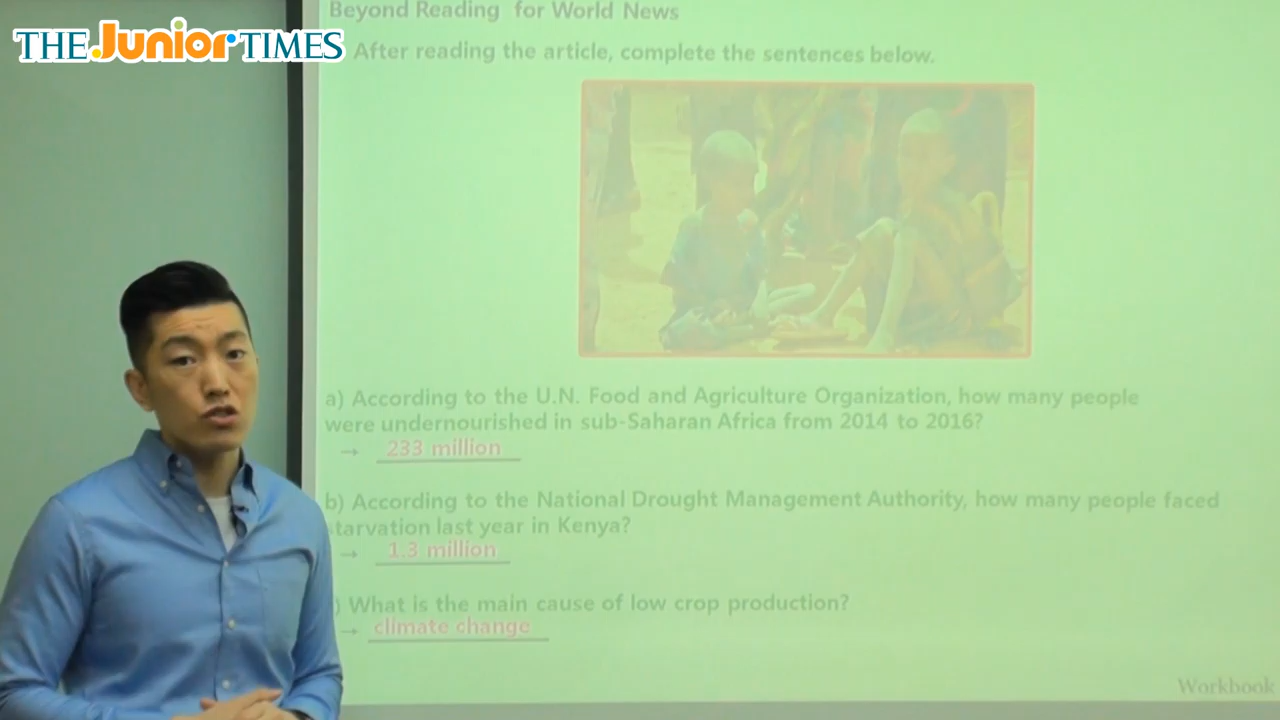 Beyond Reading for World News
THE Junior TIMES
After reading the article, complete the sentences below.
a) According to the U.N. Food and Agriculture Organization, how many people
were undernourished in sub-Saharan Africa from 2014 to 2016?
→ 233 million
b) According to the National Drought Management Authority, how many people faced
tarvation last year in Kenya?
→ 1.3 million
) What is the main cause of low crop production?
→ climate change
Workbook